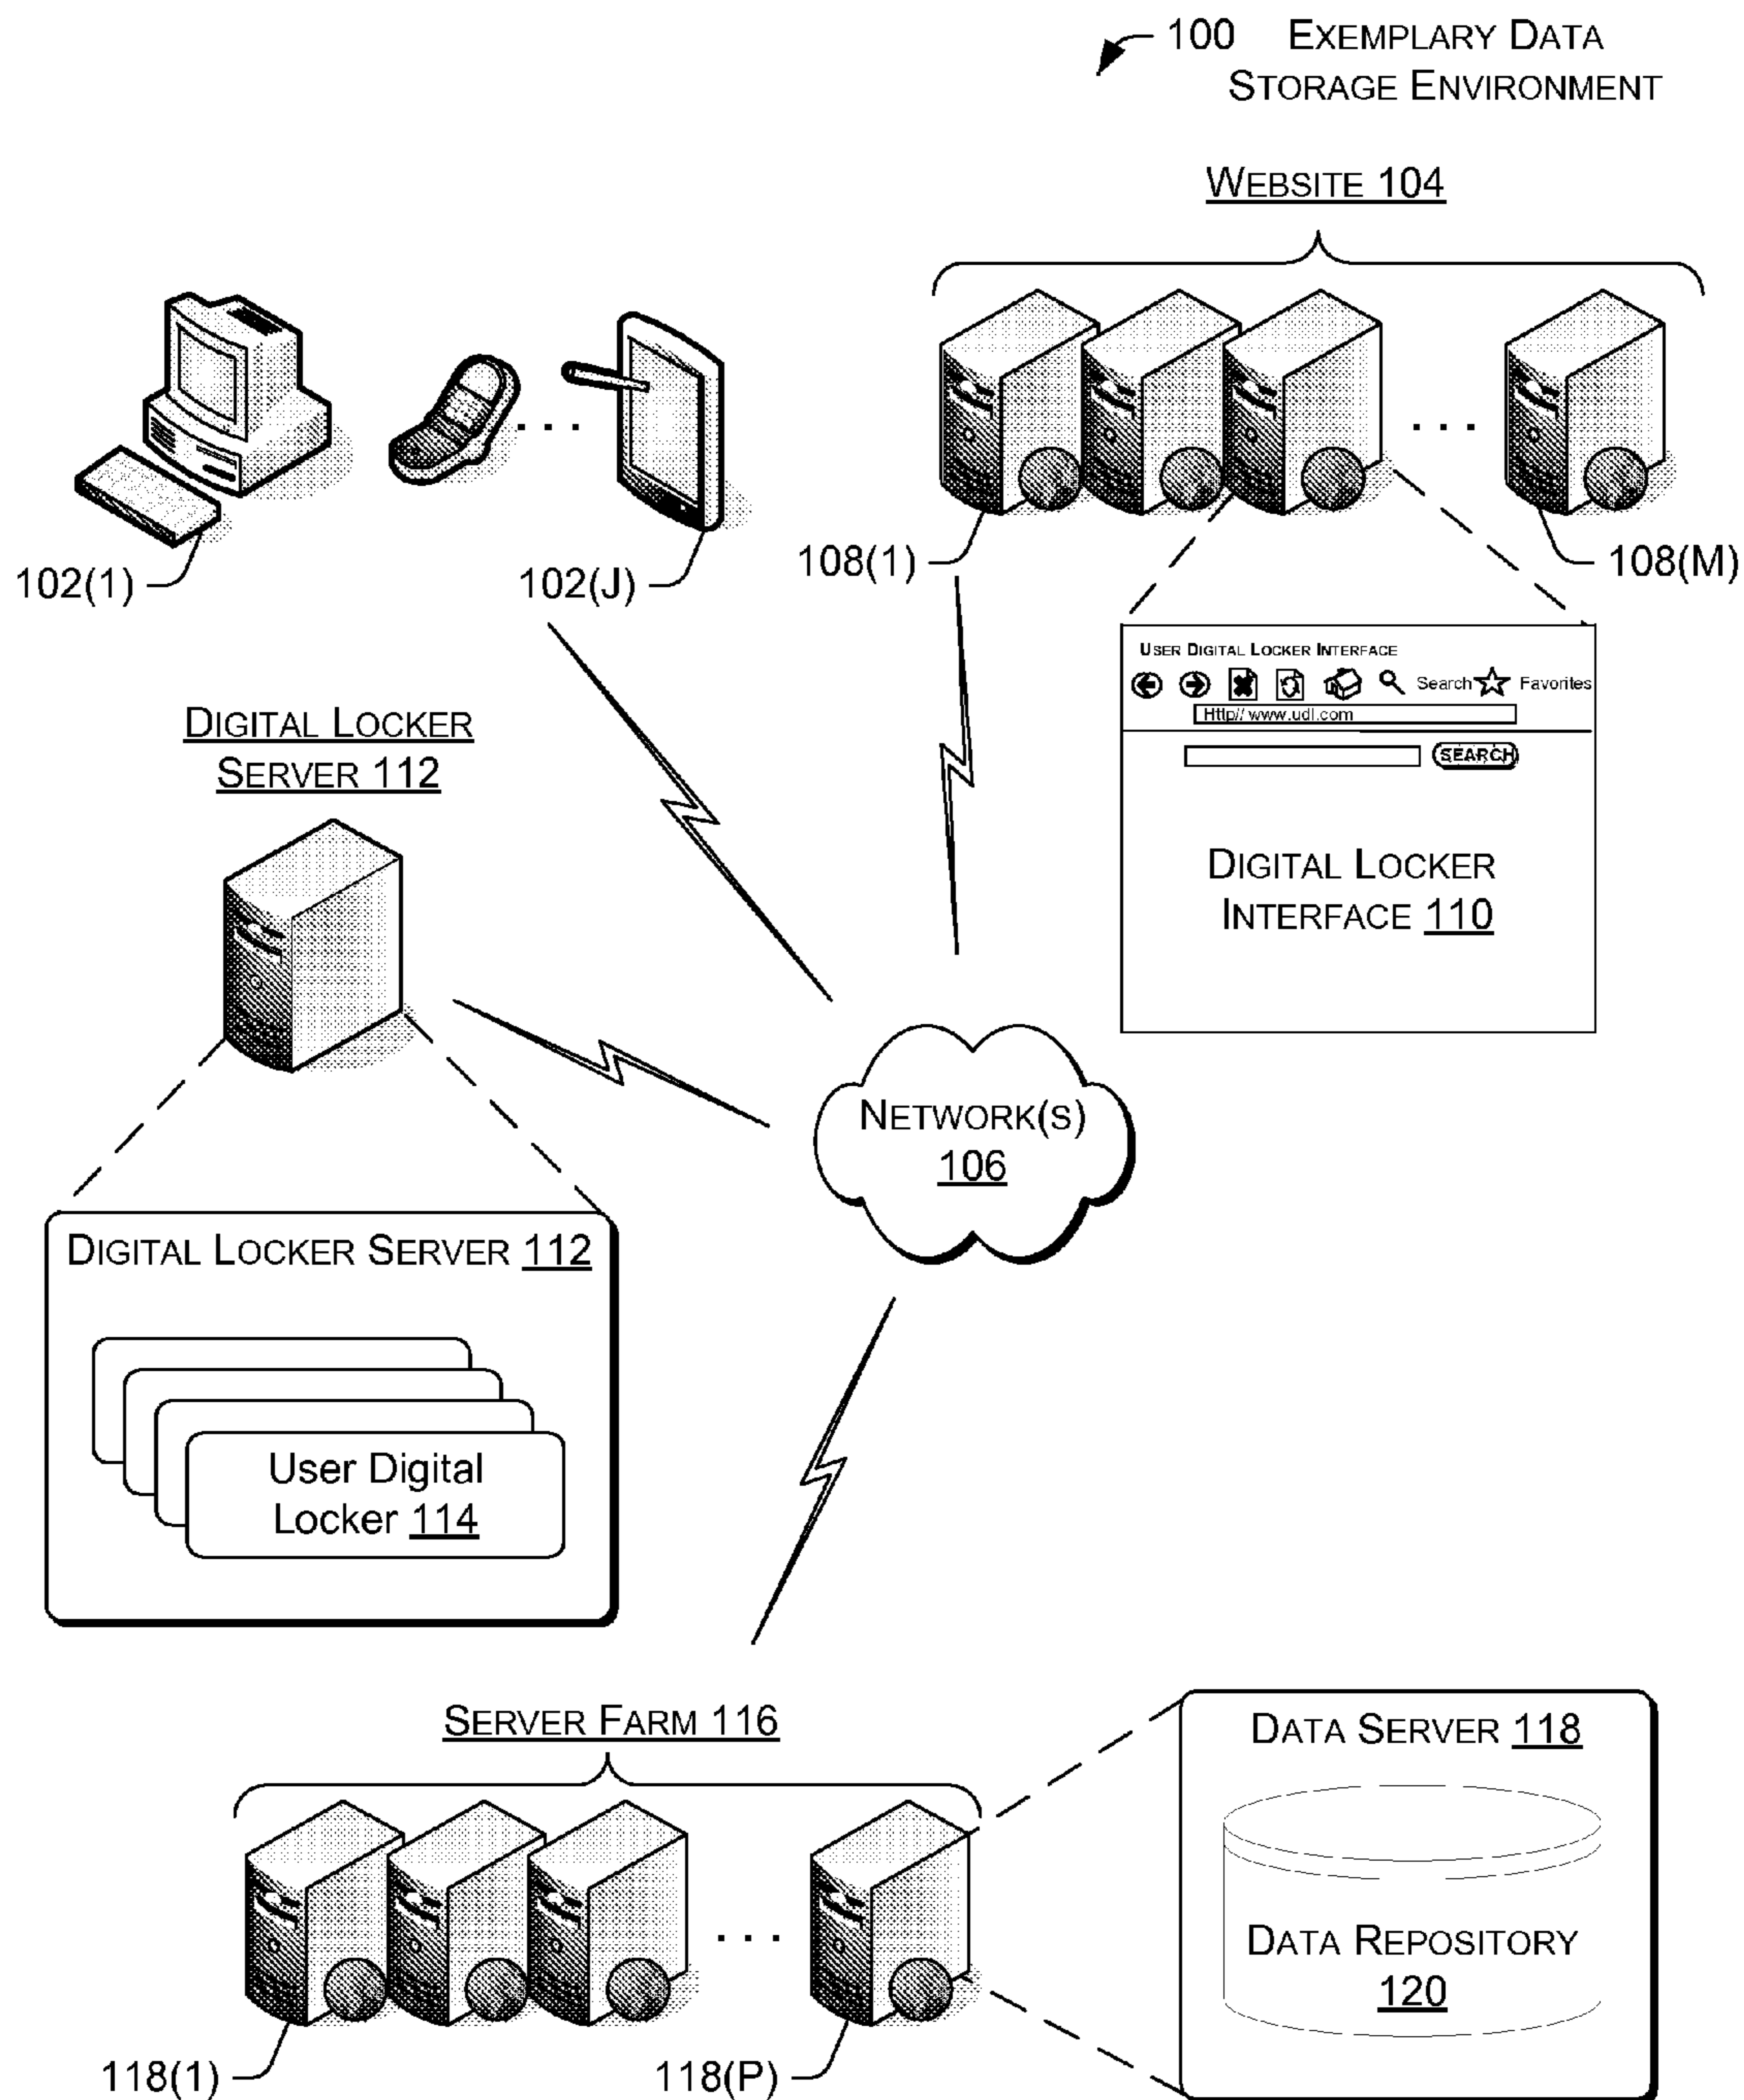 100 EXEMPLARY DATA
STORAGE ENVIRONMENT
WEBSITE 104
102(1)
102(J)
108(1)
108(M)
USER DIGITAL LOCKER INTERFACE
Search
Favorites
Http// www.udl.com
SEARCH
DIGITAL LOCKER
INTERFACE 110
DIGITAL LOCKER
SERVER 112
NETWORK(S)
106
DIGITAL LOCKER SERVER 112
User Digital
Locker 114
SERVER FARM 116
118(1)
118(P)
DATA SERVER 118
DATA REPOSITORY
120